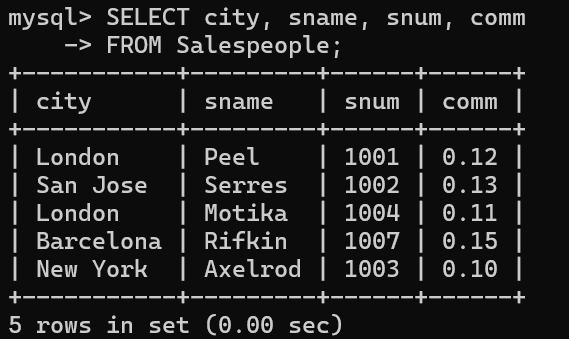 mysql> SELECT city, sname, snum, comm
    -> FROM Salespeople;
+-----------+---------+------+------+
| city      | sname   | snum | comm |
+-----------+---------+------+------+
| London    | Peel    | 1001 | 0.12 |
| San Jose  | Serres  | 1002 | 0.13 |
| London    | Motika  | 1004 | 0.11 |
| Barcelona | Rifkin  | 1007 | 0.15 |
| New York  | Axelrod | 1003 | 0.10 |
+-----------+---------+------+------+
5 rows in set (0.00 sec)